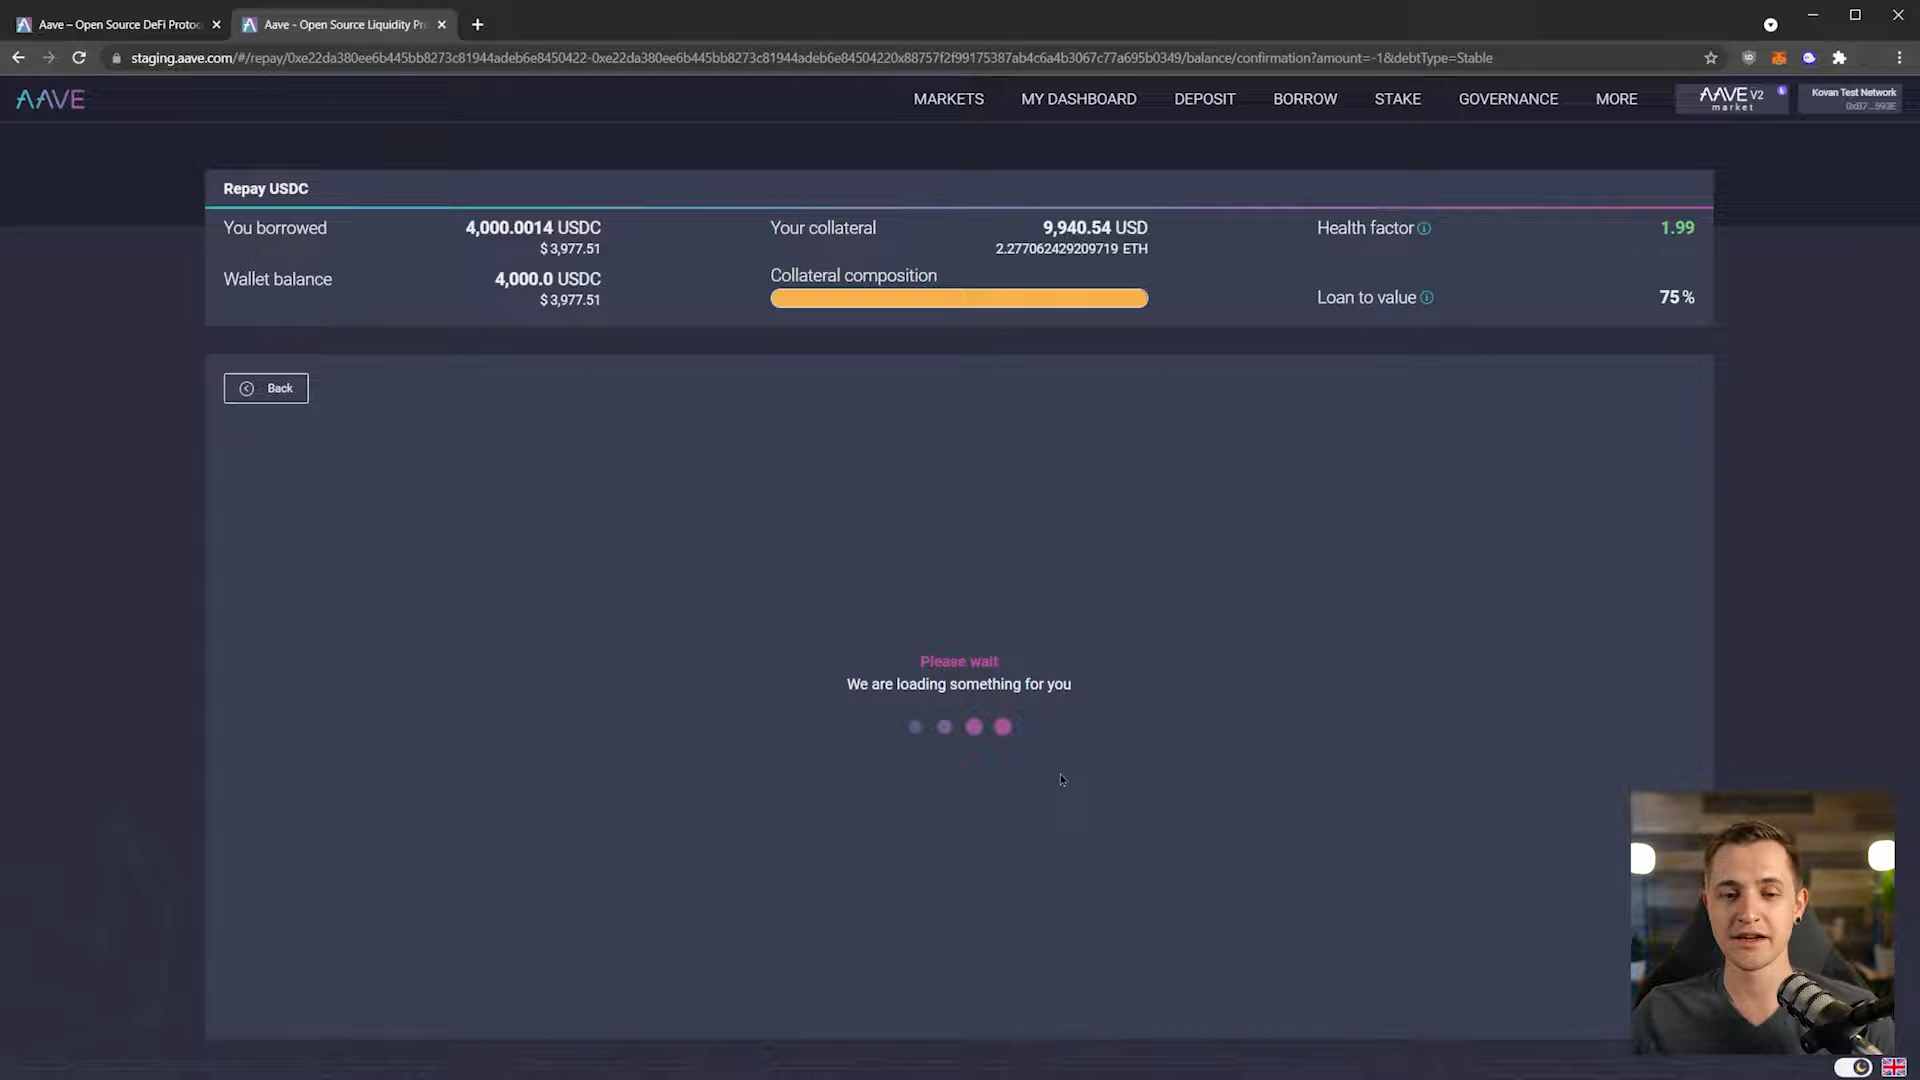 Aave – Open Source DeFi Protoc
Aave - Open Source Liquidity Pr
staging.aave.com/#/repay/0xe22da380ee6b445bb8273c81944adeb6e8450422-0xe22da380ee6b445bb8273c81944adeb6e84504220x88757f2f99175387ab4c6a4b3067c77a695b0349/balance/confirmation?amount=-1&debtType=Stable
AAVE
MARKETS
MY DASHBOARD
DEPOSIT
BORROW
STAKE
GOVERNANCE
MORE
AAVE V2
market
Kovan Test Network
0xB7...593E
Repay USDC
You borrowed
4,000.0014 USDC
$ 3,977.51
Wallet balance
4,000.0 USDC
$ 3,977.51
Your collateral
9,940.54 USD
2.277062429209719 ETH
Collateral composition
Health factor
1.99
Loan to value
75 %
Back
Please wait
We are loading something for you